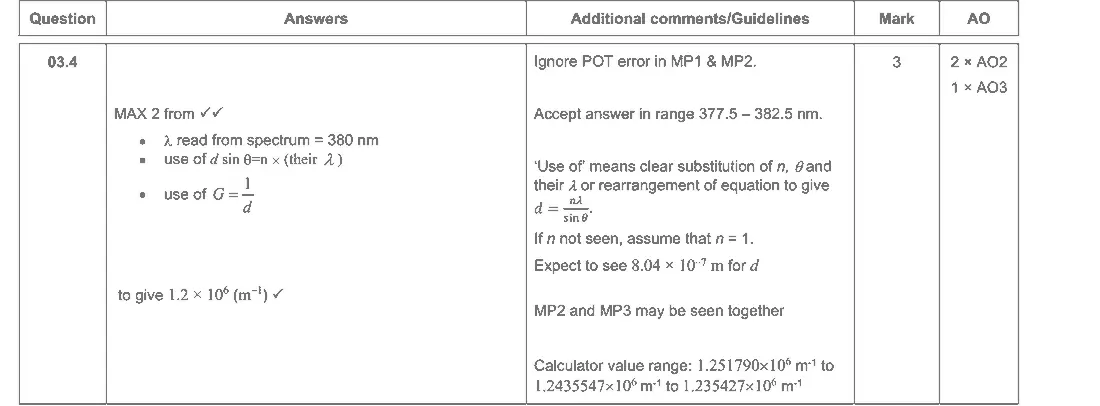 Question Answers Additional comments/Guidelines Mark AO
03.4 Ignore POT error in MP1 & MP2. 3 2 × AO2
1 × AO3
MAX 2 from ✓✓ Accept answer in range 377.5 – 382.5 nm.
• λ read from spectrum = 380 nm
• use of d sin θ=n × (their λ)
'Use of' means clear substitution of n, θ and
their λ or rearrangement of equation to give
• use of G = 1/d
d = nλ/sin θ.
If n not seen, assume that n = 1.
Expect to see 8.04 × 10⁻⁷ m for d
to give 1.2 × 10⁶ (m⁻¹) ✓
MP2 and MP3 may be seen together
Calculator value range: 1.251790×10⁶ m⁻¹ to
1.2435547×10⁶ m⁻¹ to 1.235427×10⁶ m⁻¹